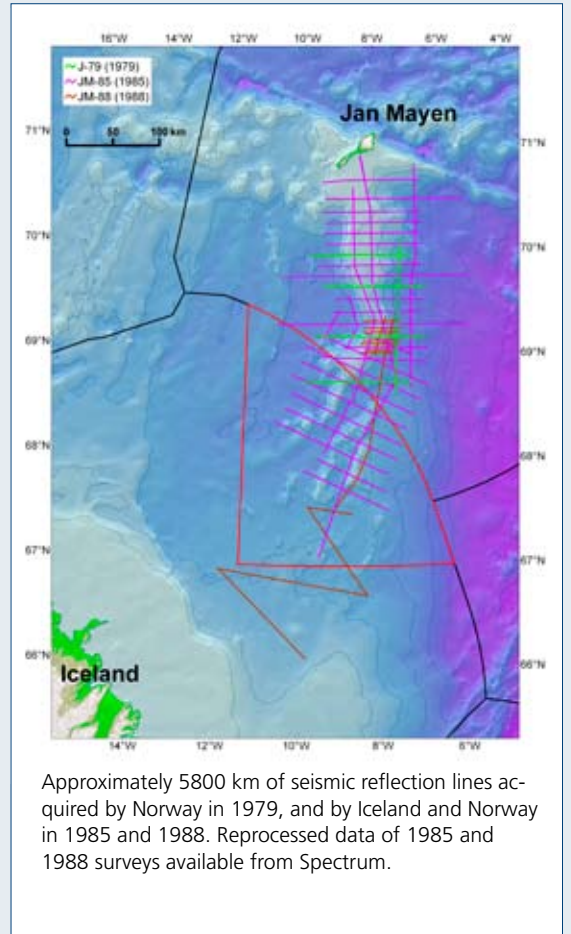 16°W 14°W 12°W 10°W 8°W 6°W 4°W
J-79 (1979)
JM-85 (1985)
JM-88 (1988)
0 50 100 km
Jan Mayen
71°N 71°N
70°N 70°N
69°N 69°N
68°N 68°N
67°N 67°N
66°N 66°N
Iceland
14°W 12°W 10°W 8°W 6°W
Approximately 5800 km of seismic reflection lines ac-
quired by Norway in 1979, and by Iceland and Norway
in 1985 and 1988. Reprocessed data of 1985 and
1988 surveys available from Spectrum.